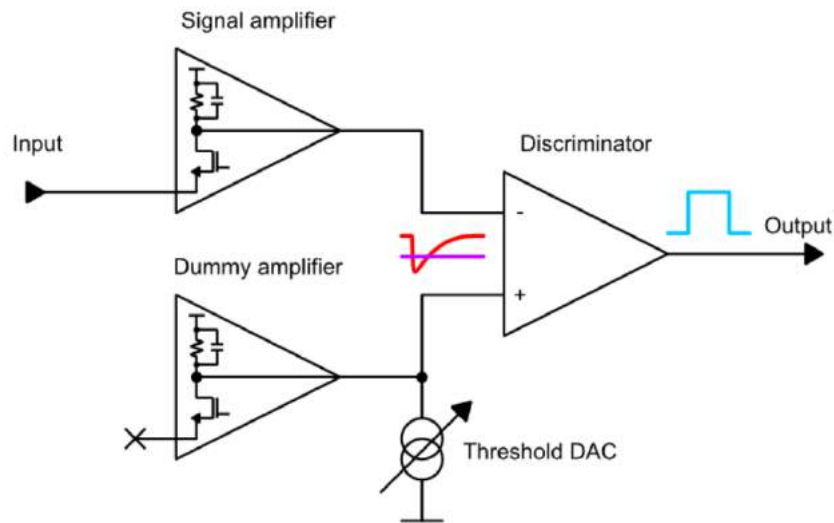 Signal amplifier
Input
Discriminator
-
Output
Dummy amplifier
+
Threshold DAC